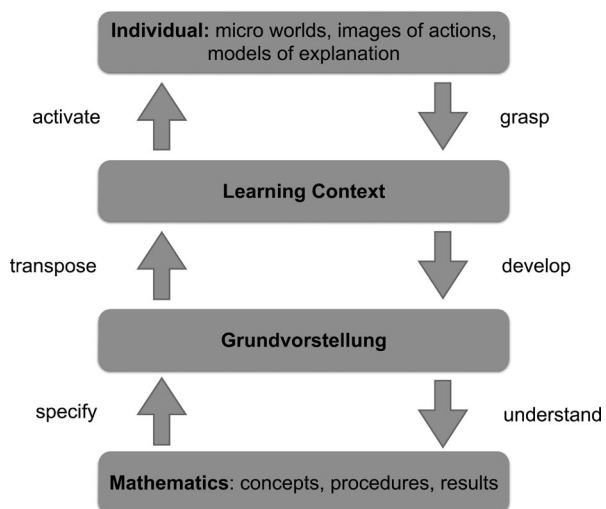 Individual: micro worlds, images of actions,
models of explanation
activate
grasp
Learning Context
transpose
develop
Grundvorstellung
specify
understand
Mathematics: concepts, procedures, results